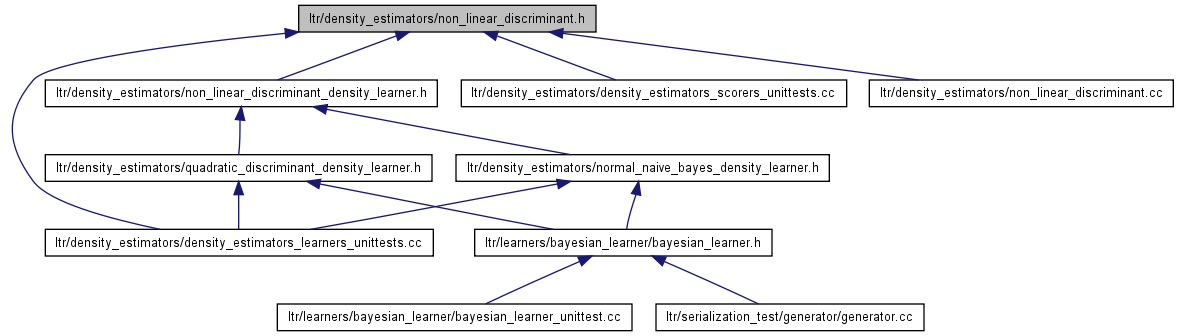 ltr/density_estimators/non_linear_discriminant.h
ltr/density_estimators/non_linear_discriminant_density_learner.h
ltr/density_estimators/density_estimators_scorers_unittests.cc
ltr/density_estimators/non_linear_discriminant.cc
ltr/density_estimators/quadratic_discriminant_density_learner.h
ltr/density_estimators/normal_naive_bayes_density_learner.h
ltr/density_estimators/density_estimators_learners_unittests.cc
ltr/learners/bayesian_learner/bayesian_learner.h
ltr/learners/bayesian_learner/bayesian_learner_unittest.cc
ltr/serialization_test/generator/generator.cc